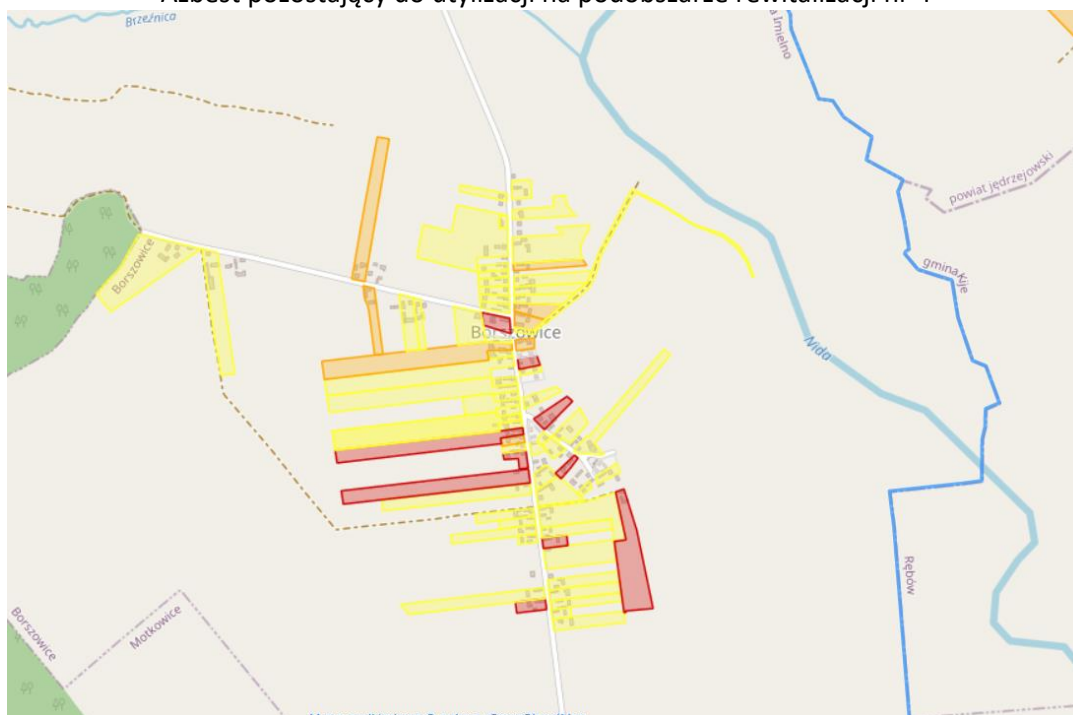 Brzeźnica
a Imielno
powiat jędrzejowski
gmina Kije
Borszowice
Borszowice
Nida
Rębów
Borszowice
Motkowice